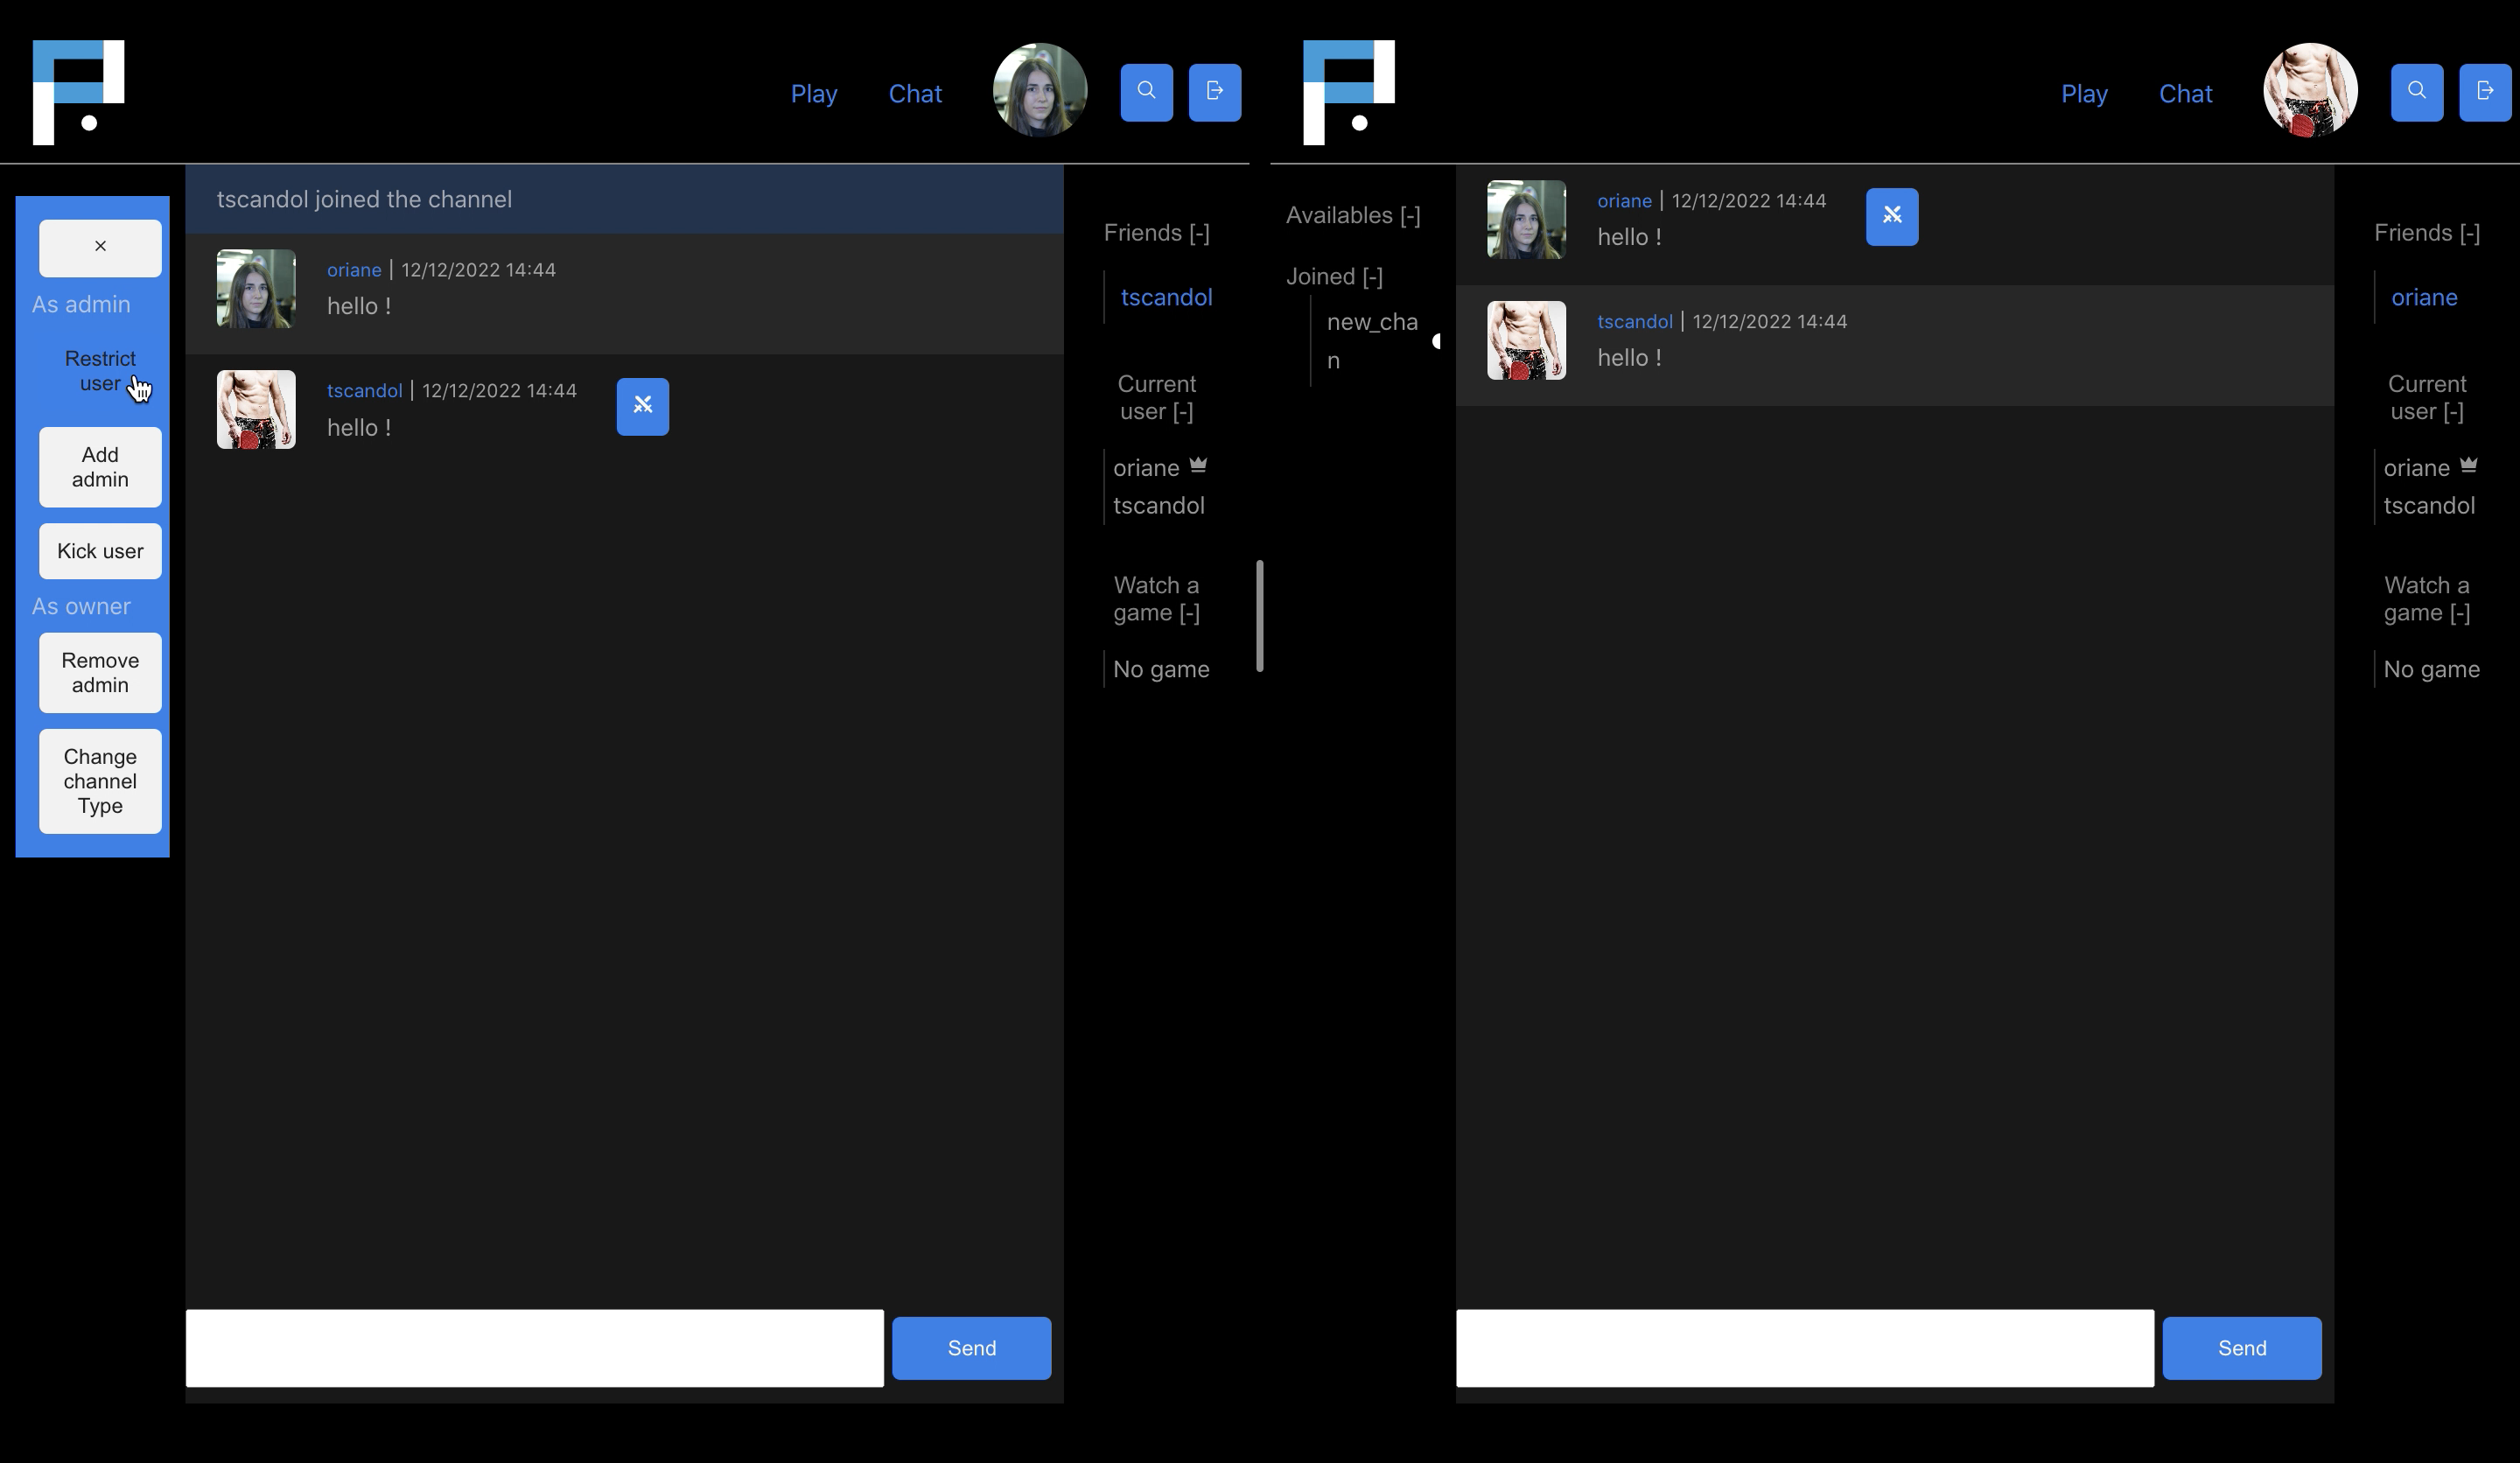 Play Chat
×
As admin
Restrict
user
Add
admin
Kick user
As owner
Remove
admin
Change
channel
Type
tscandol joined the channel
oriane | 12/12/2022 14:44
hello !
tscandol | 12/12/2022 14:44
hello !
Send
Friends [-]
tscandol
Current
user [-]
oriane
tscandol
Watch a
game [-]
No game
Play Chat
Availables [-]
Joined [-]
new_cha
n
oriane | 12/12/2022 14:44
hello !
tscandol | 12/12/2022 14:44
hello !
Send
Friends [-]
oriane
Current
user [-]
oriane
tscandol
Watch a
game [-]
No game